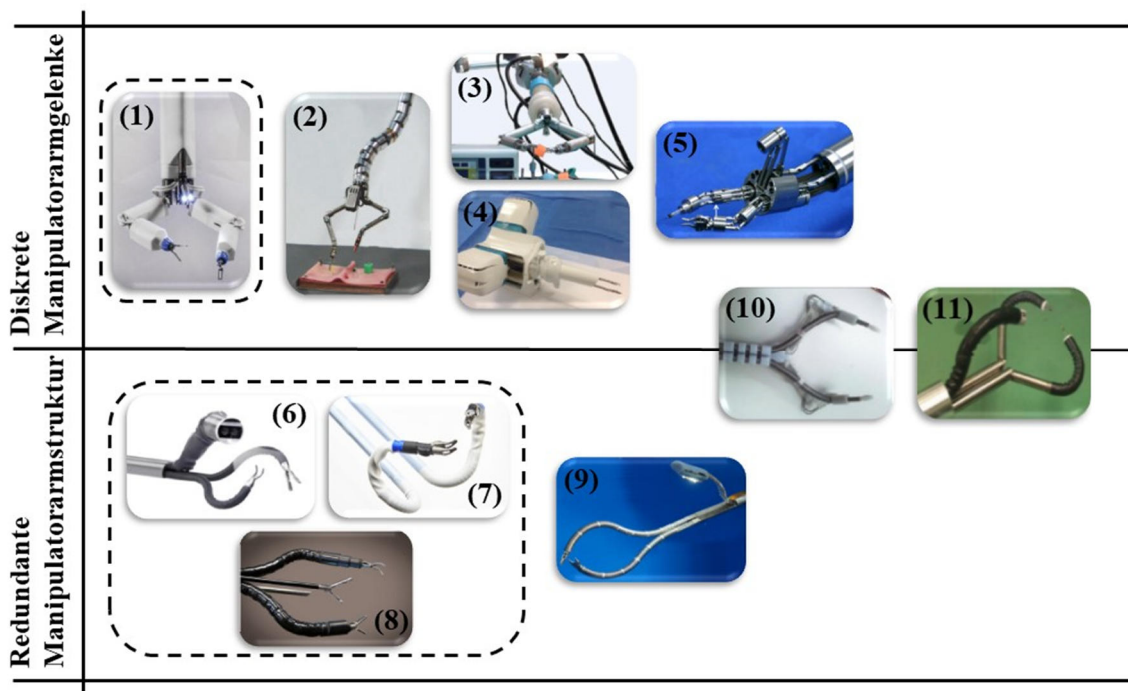 Diskrete
Manipulatorarmgelenke
(1)
(2)
(3)
(4)
(5)
(10)
(11)
Redundante
Manipulatorarmstruktur
(6)
(7)
(8)
(9)